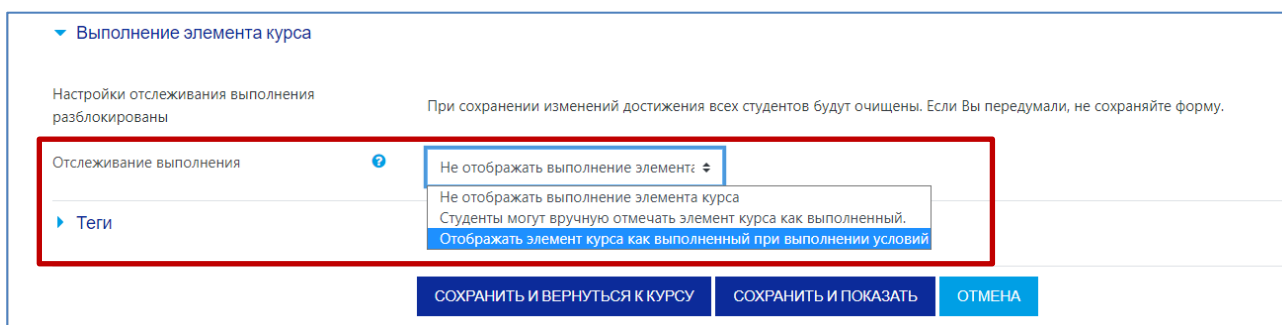 Выполнение элемента курса
Настройки отслеживания выполнения
разблокированы
При сохранении изменений достижения всех студентов будут очищены. Если Вы передумали, не сохраняйте форму.
Отслеживание выполнения
Не отображать выполнение элемента
Не отображать выполнение элемента курса
Студенты могут вручную отмечать элемент курса как выполненный.
Отображать элемент курса как выполненный при выполнении условий
Теги
СОХРАНИТЬ И ВЕРНУТЬСЯ К КУРСУ
СОХРАНИТЬ И ПОКАЗАТЬ
ОТМЕНА